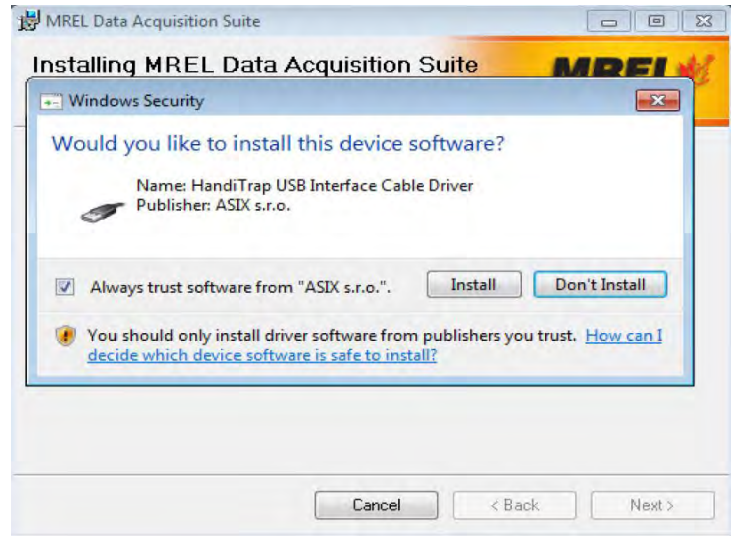 MREL Data Acquisition Suite
Installing MREL Data Acquisition Suite
MREL
Windows Security
Would you like to install this device software?
Name: HandiTrap USB Interface Cable Driver
Publisher: ASIX s.r.o.
Always trust software from "ASIX s.r.o.".
Install
Don't Install
You should only install driver software from publishers you trust. How can I
decide which device software is safe to install?
Cancel
< Back
Next >